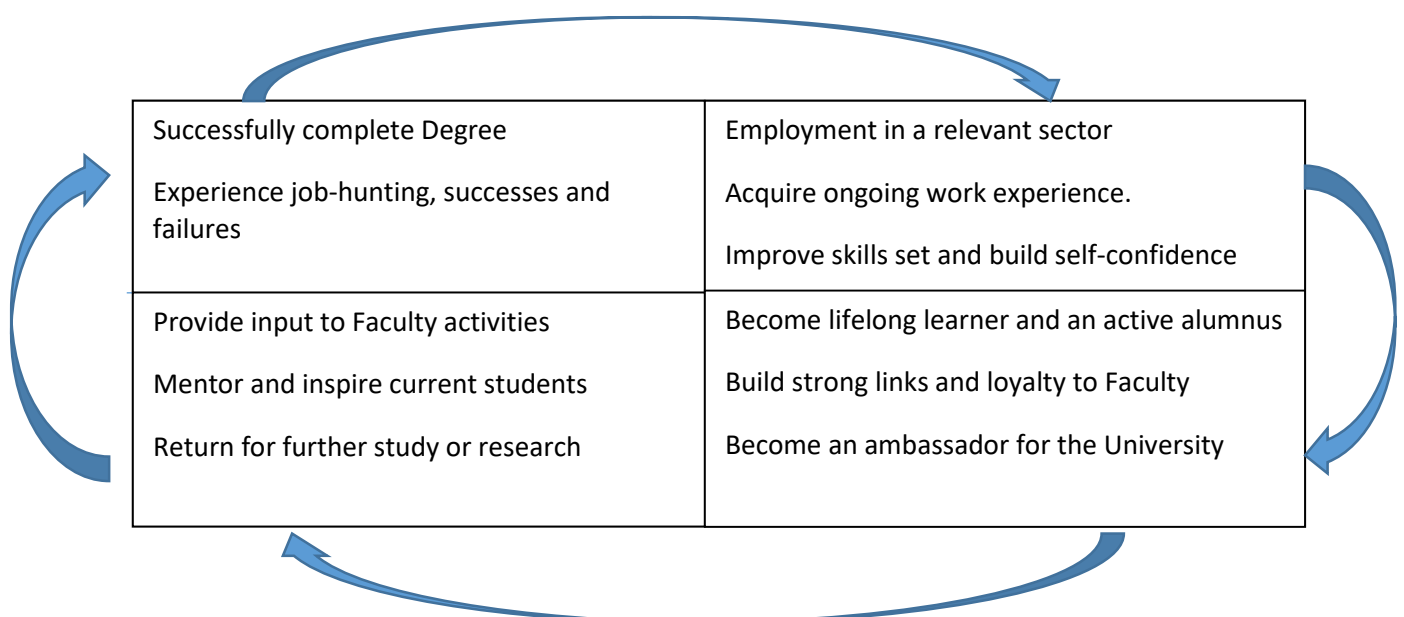 Successfully complete Degree
Experience job-hunting, successes and
failures
Employment in a relevant sector
Acquire ongoing work experience.
Improve skills set and build self-confidence
Provide input to Faculty activities
Mentor and inspire current students
Return for further study or research
Become lifelong learner and an active alumnus
Build strong links and loyalty to Faculty
Become an ambassador for the University